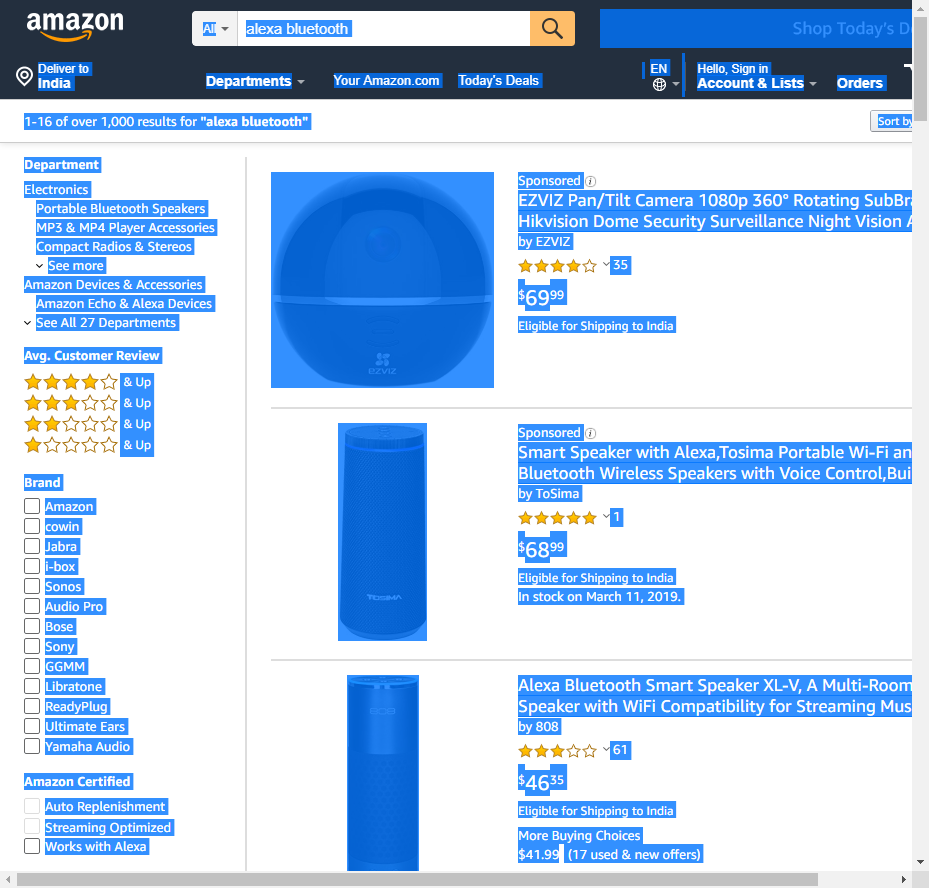 amazon
All
alexa bluetooth
Shop Today's D
Deliver to
India
Departments
Your Amazon.com
Today's Deals
EN
Hello, Sign in
Account & Lists
Orders
1-16 of over 1,000 results for "alexa bluetooth"
Sort by
Department
Electronics
Portable Bluetooth Speakers
MP3 & MP4 Player Accessories
Compact Radios & Stereos
See more
Amazon Devices & Accessories
Amazon Echo & Alexa Devices
See All 27 Departments
Avg. Customer Review
& Up
& Up
& Up
& Up
Brand
Amazon
cowin
Jabra
i-box
Sonos
Audio Pro
Bose
Sony
GGMM
Libratone
ReadyPlug
Ultimate Ears
Yamaha Audio
Amazon Certified
Auto Replenishment
Streaming Optimized
Works with Alexa
EZVIZ
Sponsored
EZVIZ Pan/Tilt Camera 1080p 360° Rotating SubBra
Hikvision Dome Security Surveillance Night Vision A
by EZVIZ
35
$69 99
Eligible for Shipping to India
TOSIMA
Sponsored
Smart Speaker with Alexa,Tosima Portable Wi-Fi an
Bluetooth Wireless Speakers with Voice Control,Bui
by ToSima
1
$68 99
Eligible for Shipping to India
In stock on March 11, 2019.
808
Alexa Bluetooth Smart Speaker XL-V, A Multi-Room
Speaker with WiFi Compatibility for Streaming Mus
by 808
61
$46 35
Eligible for Shipping to India
More Buying Choices
$41.99 (17 used & new offers)